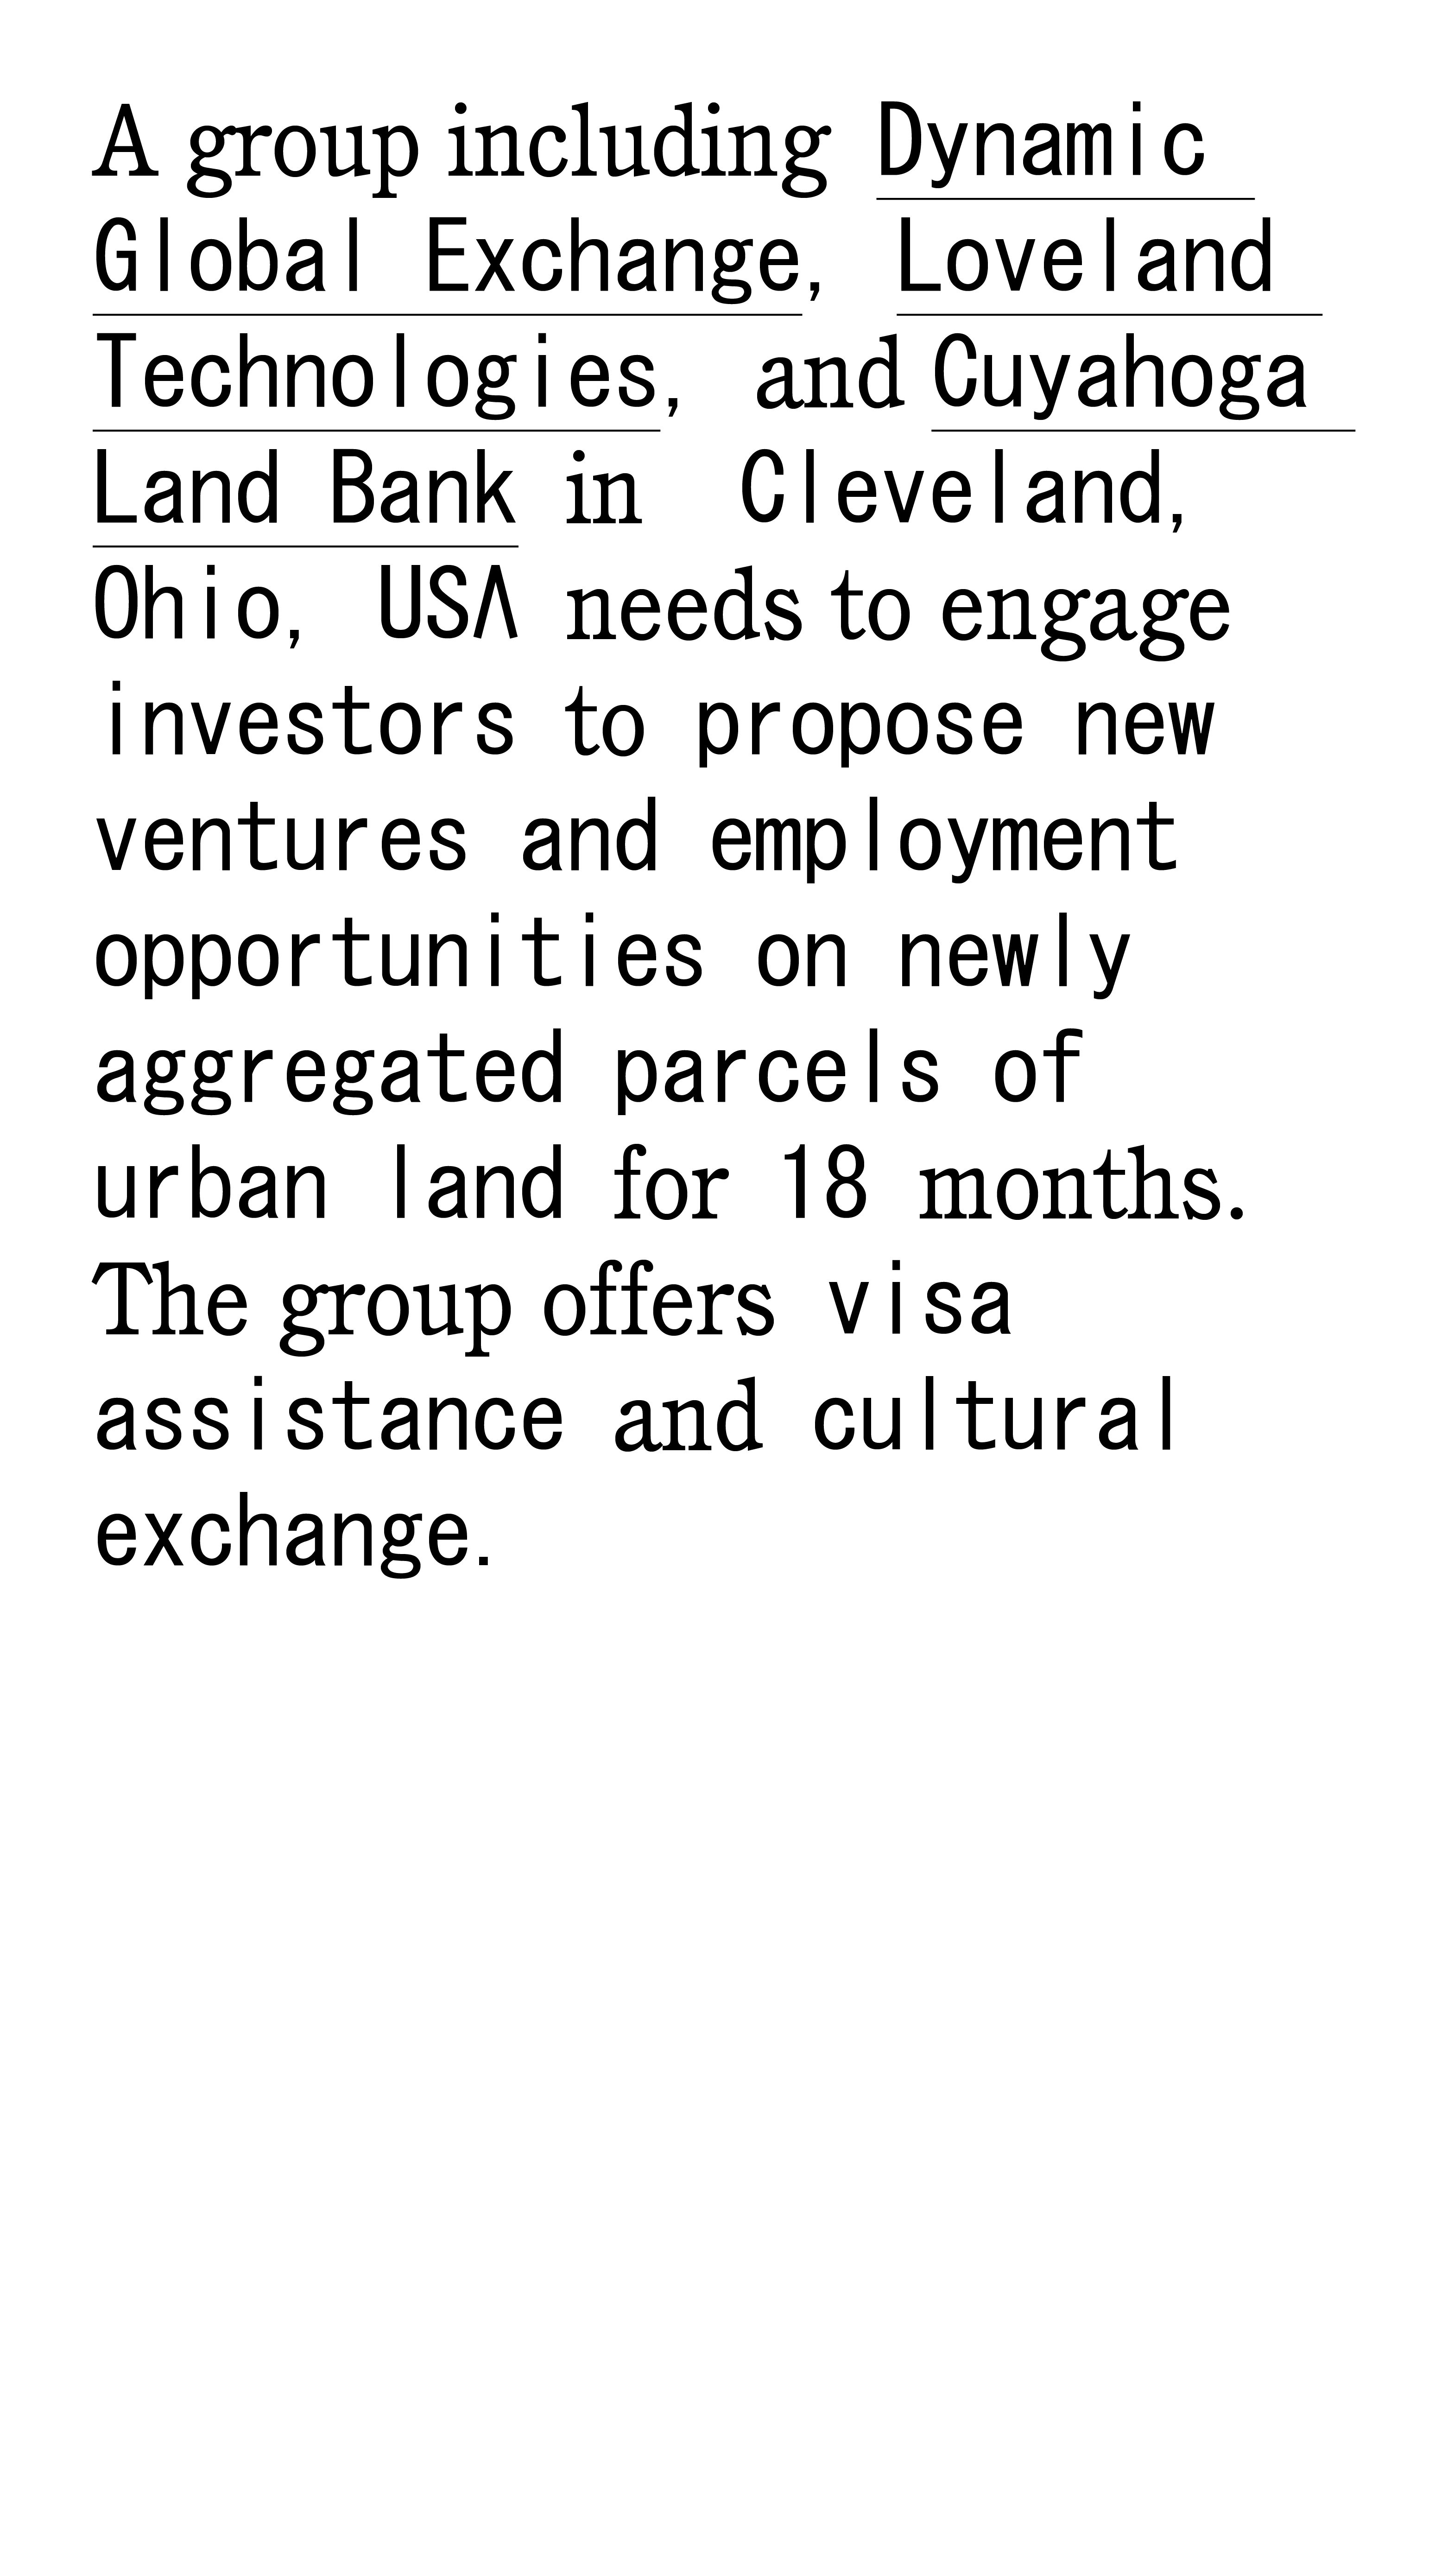 A group including Dynamic
Global Exchange, Loveland
Technologies, and Cuyahoga
Land Bank in Cleveland,
Ohio, USA needs to engage
investors to propose new
ventures and employment
opportunities on newly
aggregated parcels of
urban land for 18 months.
The group offers visa
assistance and cultural
exchange.